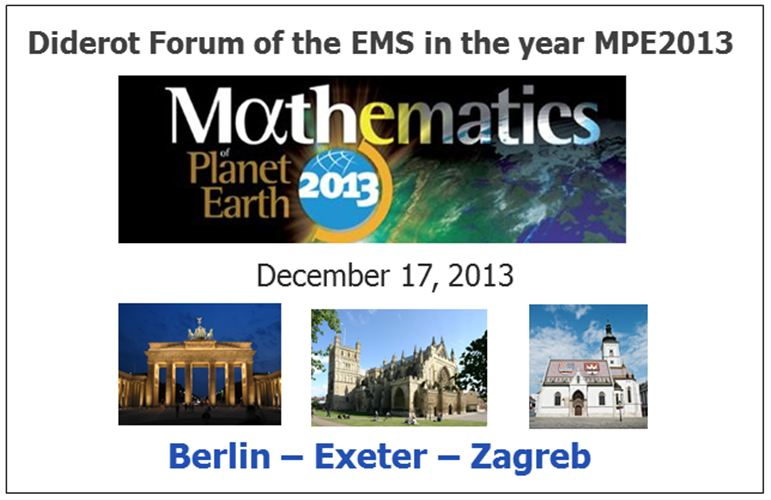 Diderot Forum of the EMS in the year MPE2013
Mαthematics
of
Planet
Earth
2013
December 17, 2013
Berlin – Exeter – Zagreb